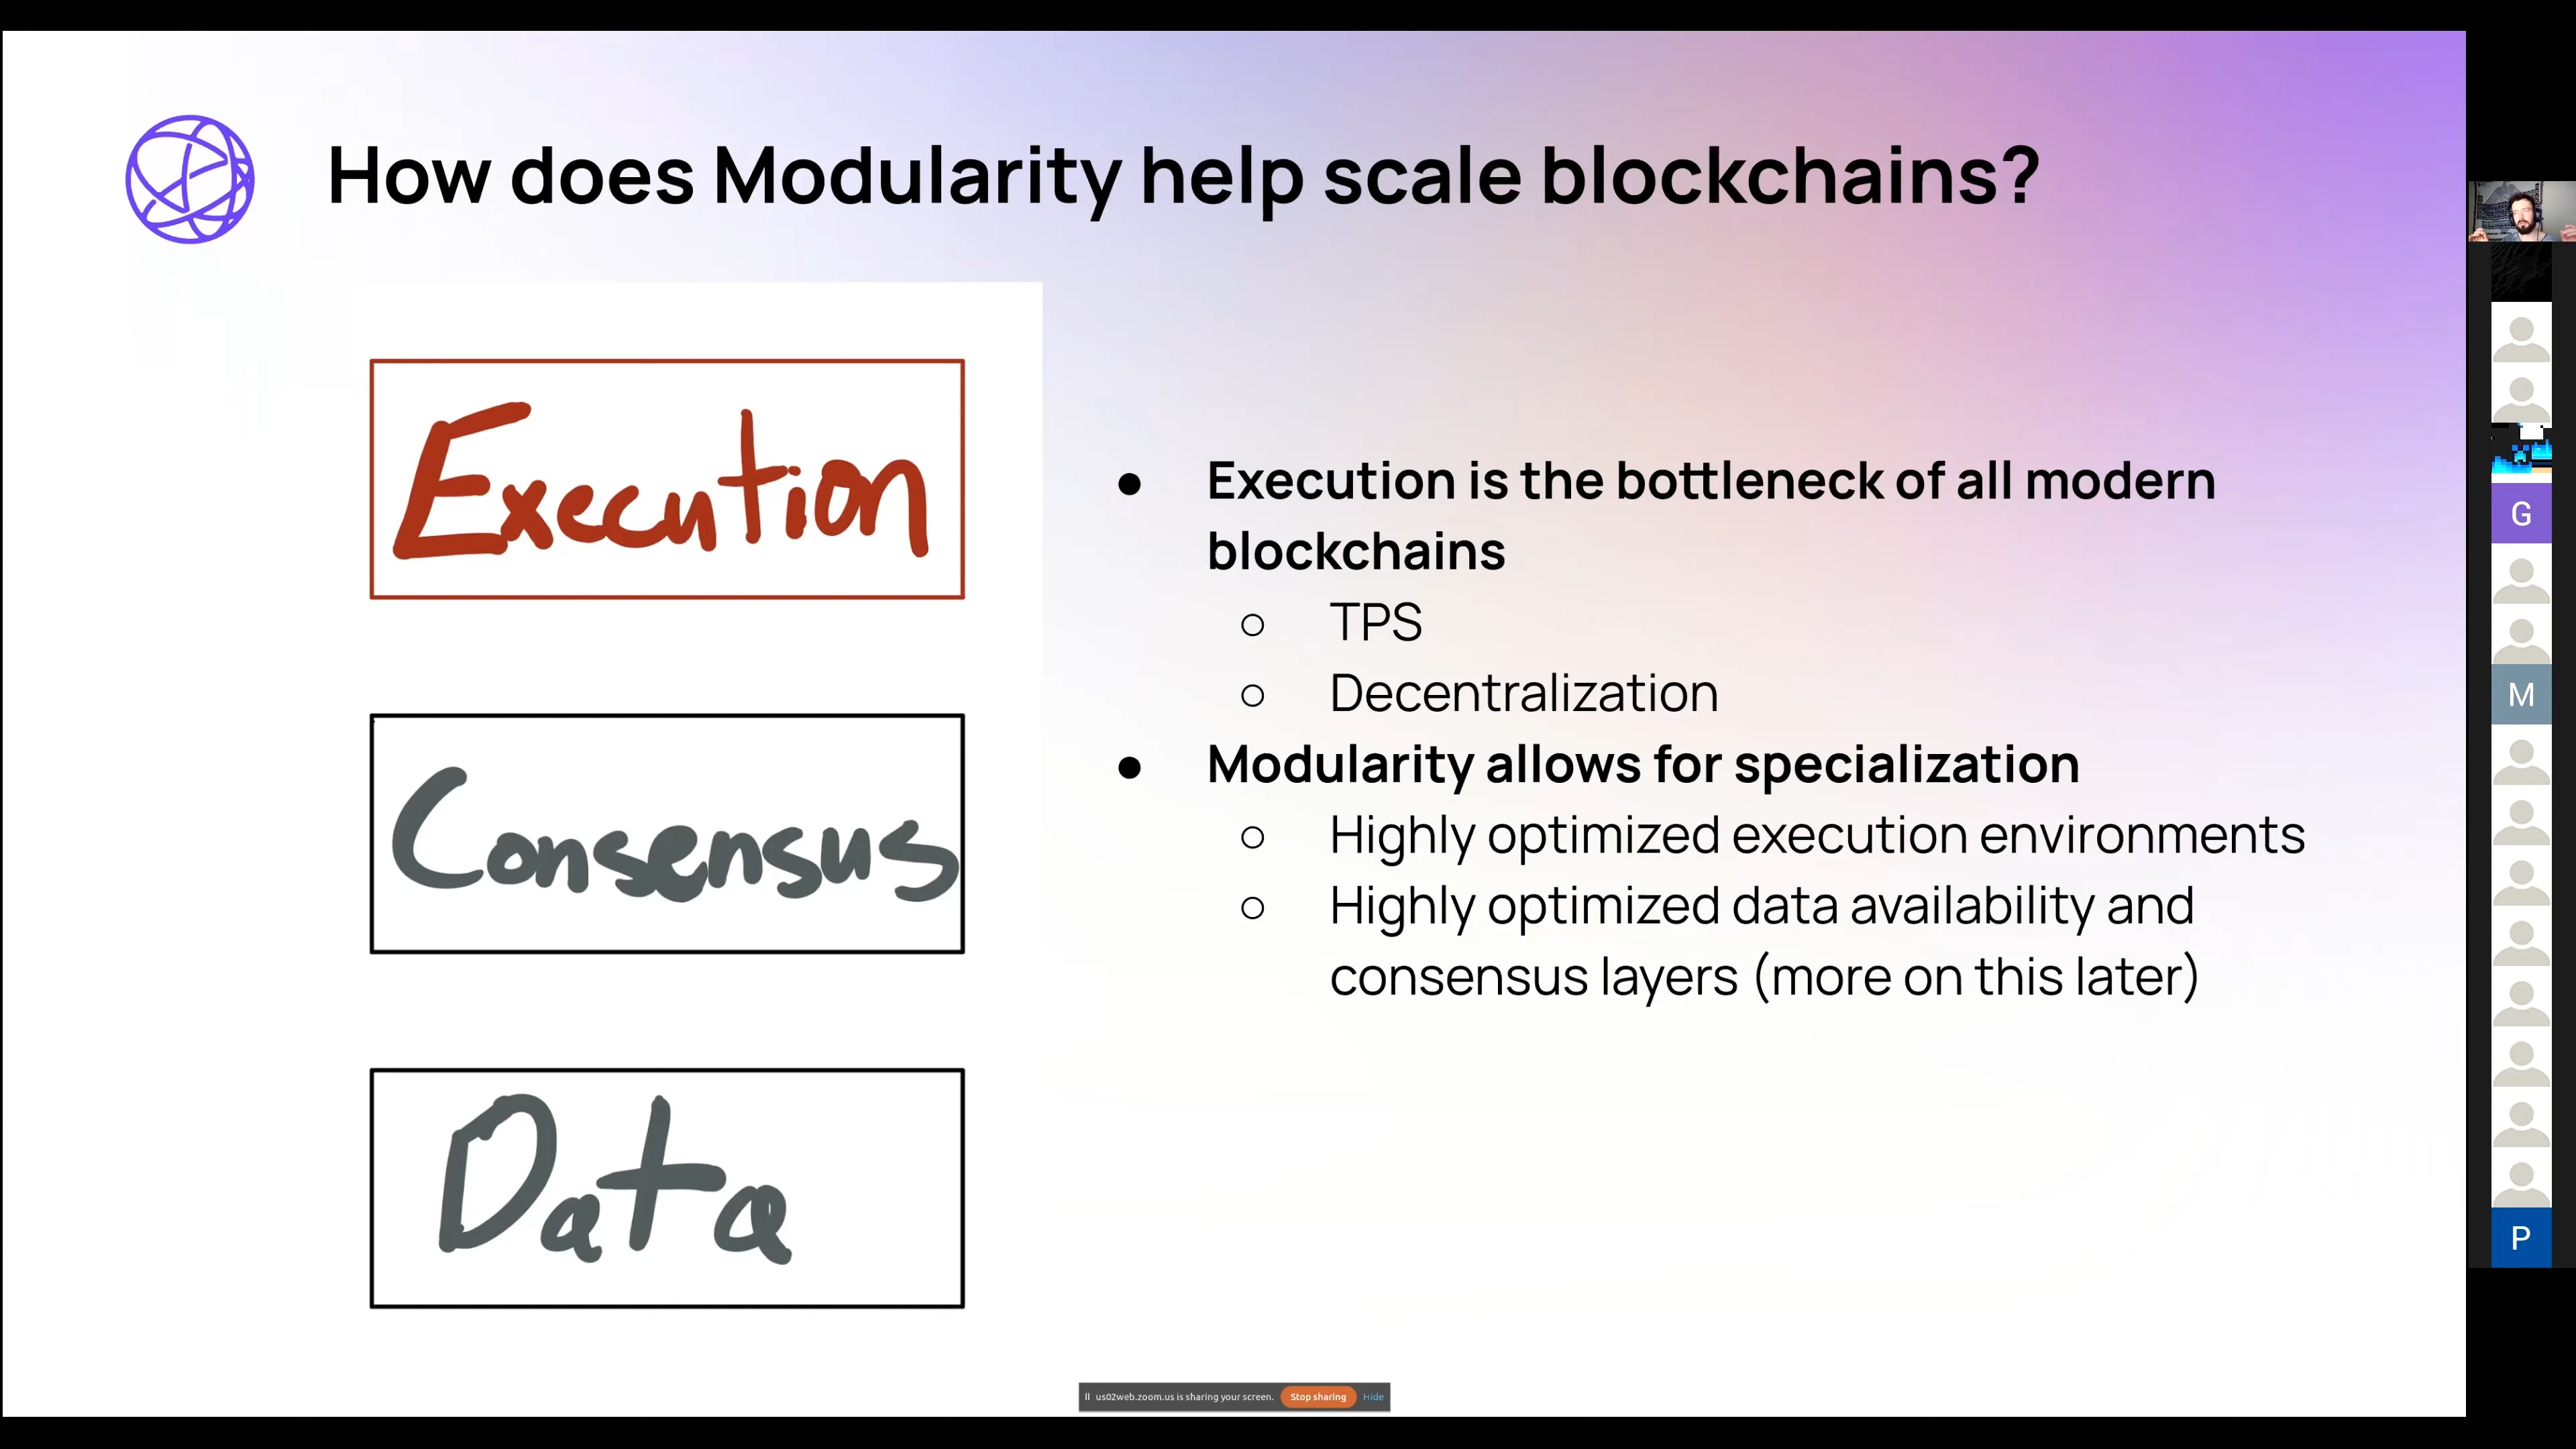 How does Modularity help scale blockchains?
Execution
Consensus
Data
● Execution is the bottleneck of all modern
blockchains
○ TPS
○ Decentralization
● Modularity allows for specialization
○ Highly optimized execution environments
○ Highly optimized data availability and
consensus layers (more on this later)
G
M
P
us02web.zoom.us is sharing your screen. Stop sharing Hide